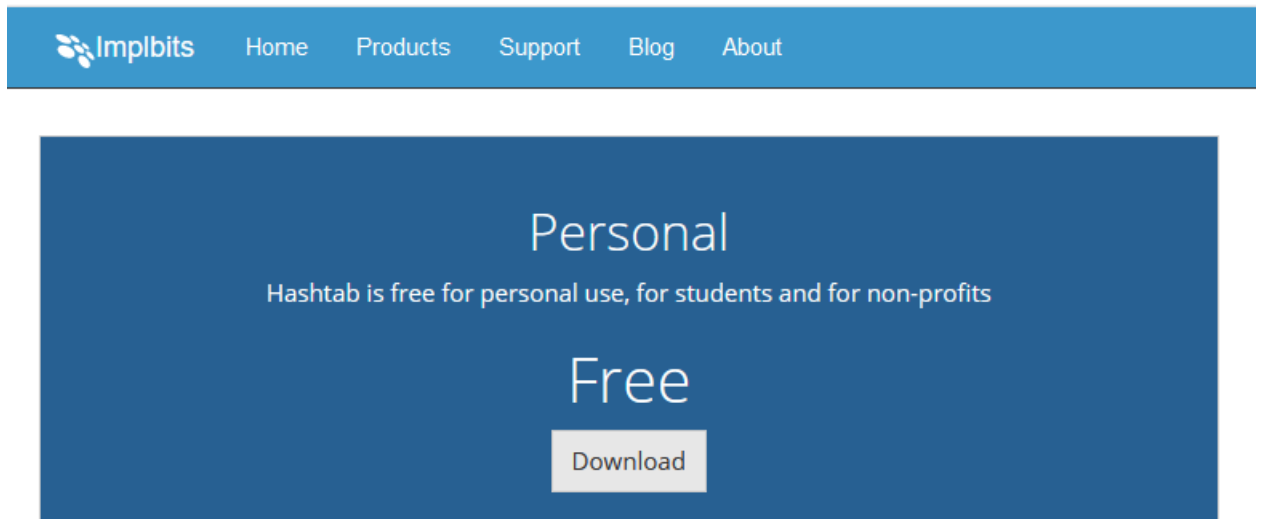 Implbits Home Products Support Blog About
Personal
Hashtab is free for personal use, for students and for non-profits
Free
Download